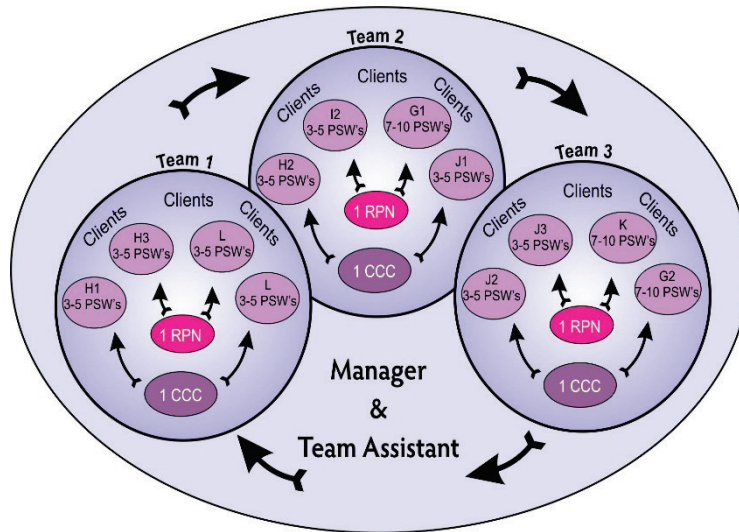 Team 2
Clients
Clients
Clients
I2
3-5 PSW's
G1
7-10 PSW's
H2
3-5 PSW's
J1
3-5 PSW's
1 RPN
1 CCC
Team 1
Clients
Clients
Clients
H3
3-5 PSW's
L
3-5 PSW's
H1
3-5 PSW's
L
3-5 PSW's
1 RPN
1 CCC
Team 3
Clients
Clients
Clients
J3
3-5 PSW's
K
7-10 PSW's
J2
3-5 PSW's
G2
7-10 PSW's
1 RPN
1 CCC
Manager
&
Team Assistant